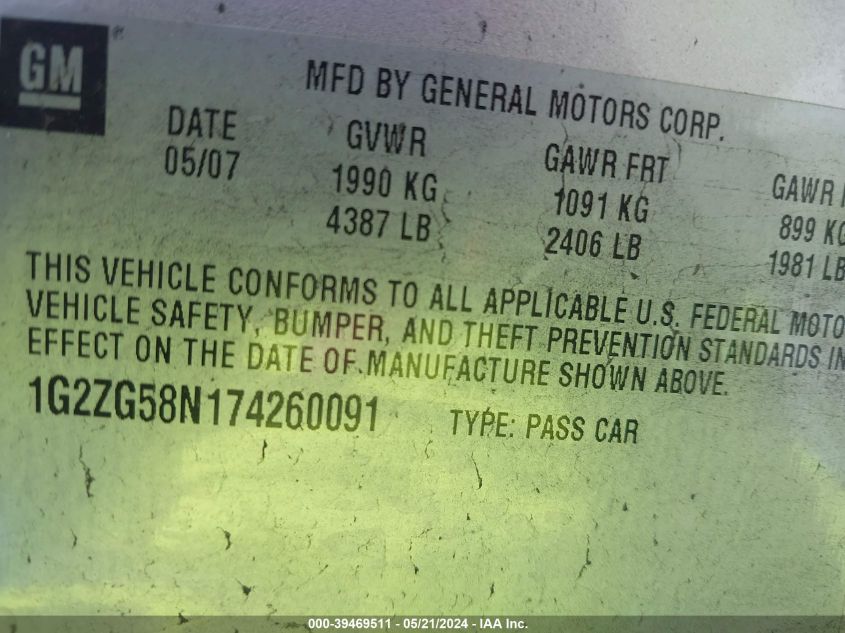 GM
MFD BY GENERAL MOTORS CORP.
DATE GVWR GAWR FRT GAWR
05/07 1990 KG 1091 KG 899 KG
4387 LB 2406 LB 1981 LB
THIS VEHICLE CONFORMS TO ALL APPLICABLE U.S. FEDERAL MOTO
VEHICLE SAFETY, BUMPER, AND THEFT PREVENTION STANDARDS IN
EFFECT ON THE DATE OF MANUFACTURE SHOWN ABOVE.
1G2ZG58N174260091 TYPE: PASS CAR
000-39469511 - 05/21/2024 - IAA Inc.